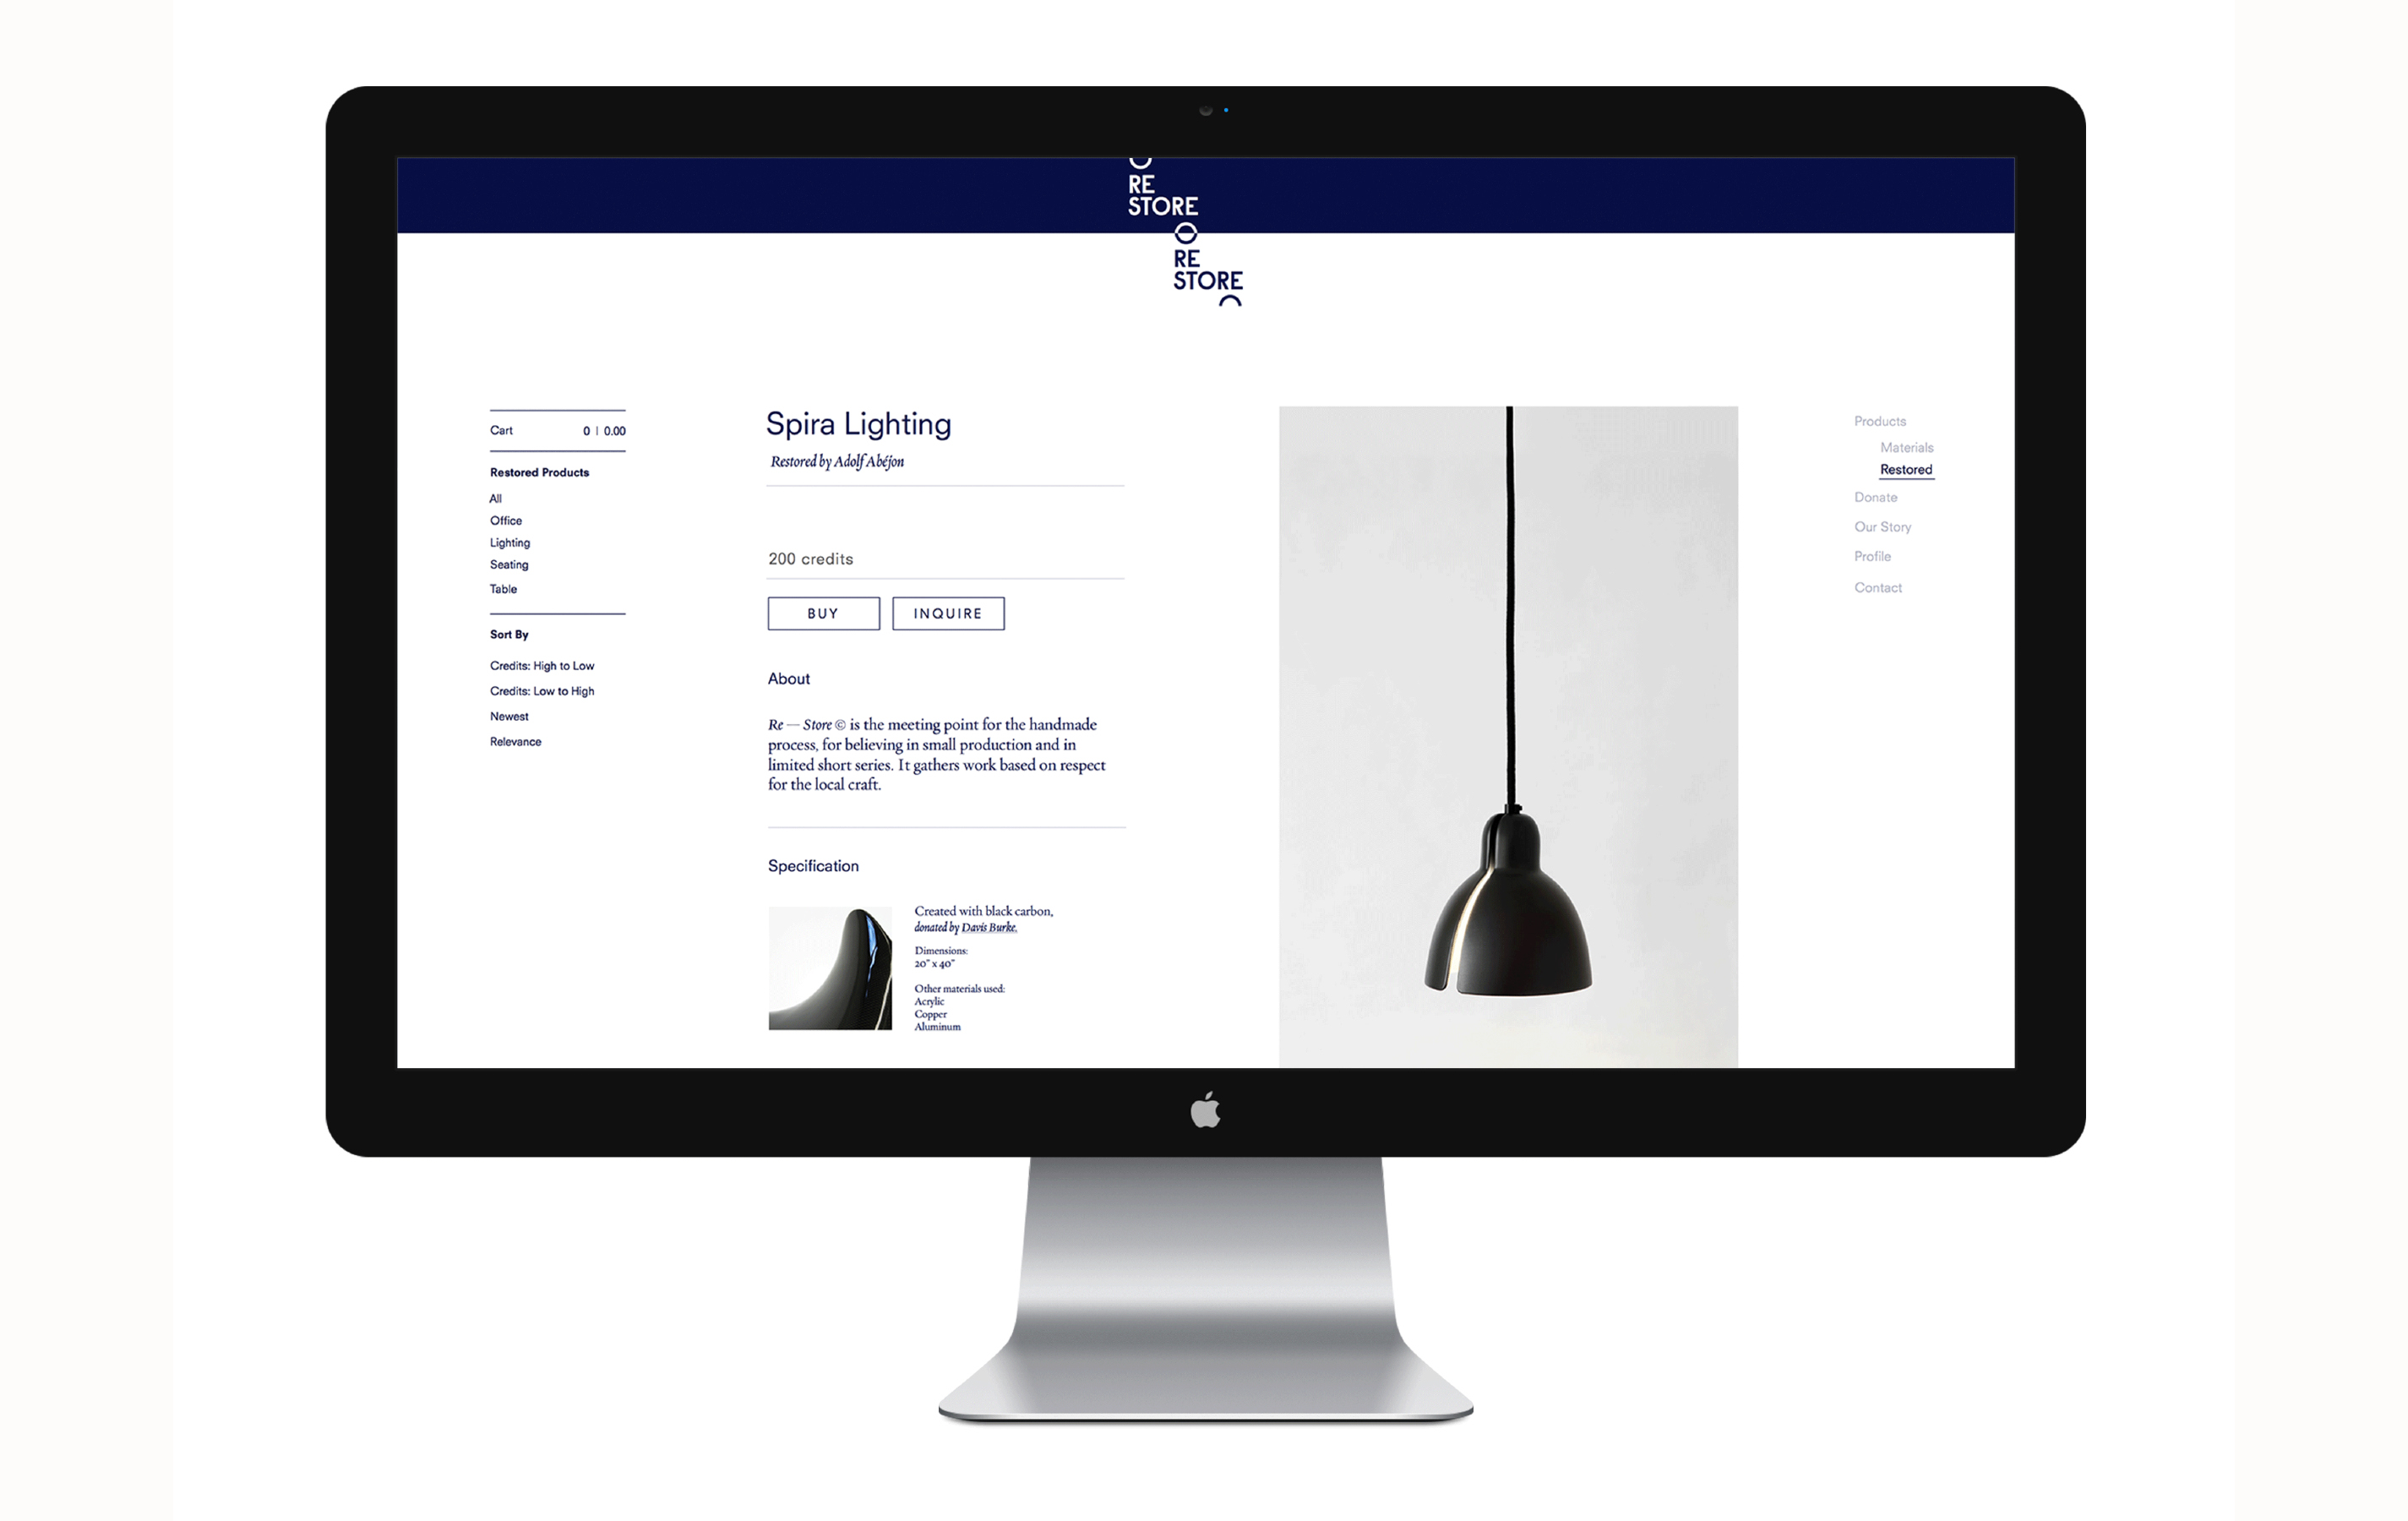 RE
STORE
RE
STORE
Cart 0 | 0.00
Restored Products
All
Office
Lighting
Seating
Table
Sort By
Credits: High to Low
Credits: Low to High
Newest
Relevance
Spira Lighting
Restored by Adolf Abéjon
200 credits
BUY INQUIRE
About
Re — Store © is the meeting point for the handmade
process, for believing in small production and in
limited short series. It gathers work based on respect
for the local craft.
Specification
Created with black carbon,
donated by Davis Burke.
Dimensions:
20" x 40"
Other materials used:
Acrylic
Copper
Aluminum
Products
Materials
Restored
Donate
Our Story
Profile
Contact